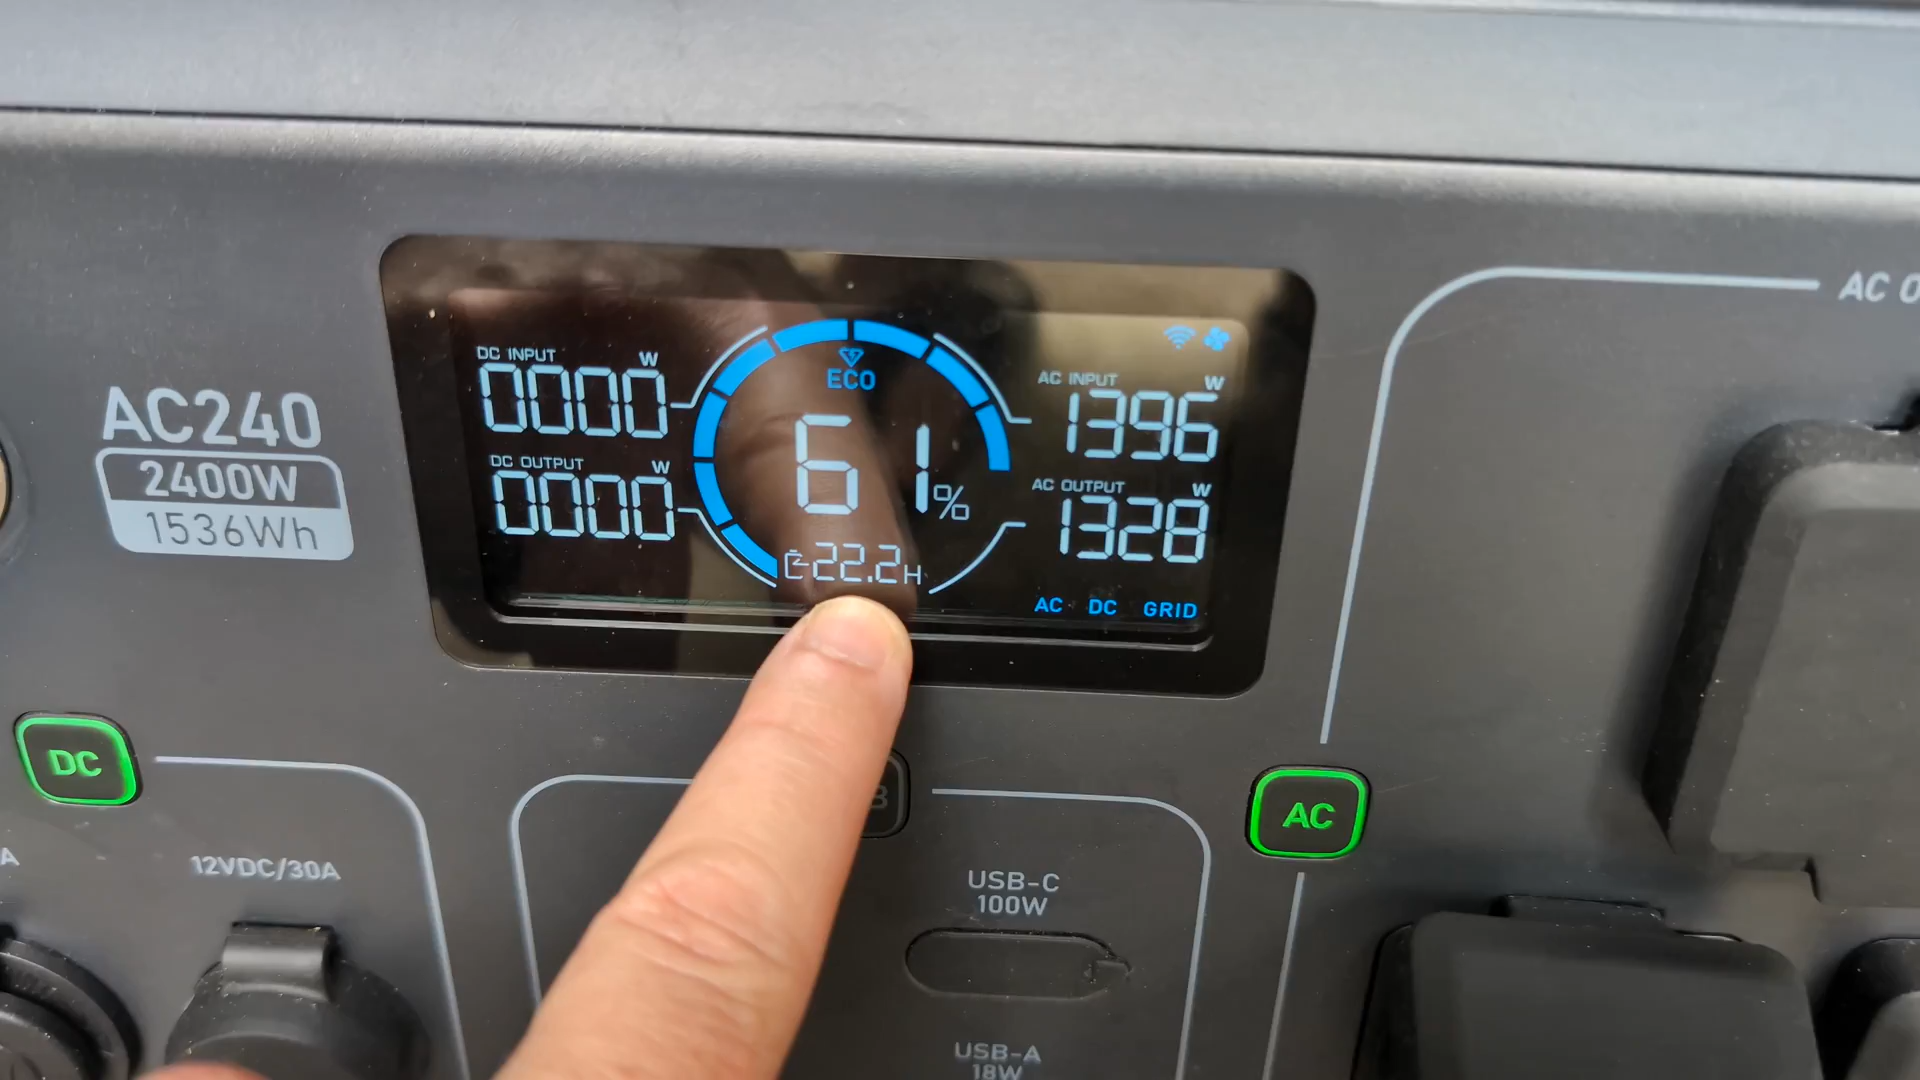 AC O
DC INPUT W
0000
ECO
AC INPUT W
1396
AC240
2400W
1536Wh
DC OUTPUT W
0000
61%
AC OUTPUT W
1328
22.2H
AC DC GRID
DC
AC
B
A
12VDC/30A
USB-C
100W
USB-A
18W